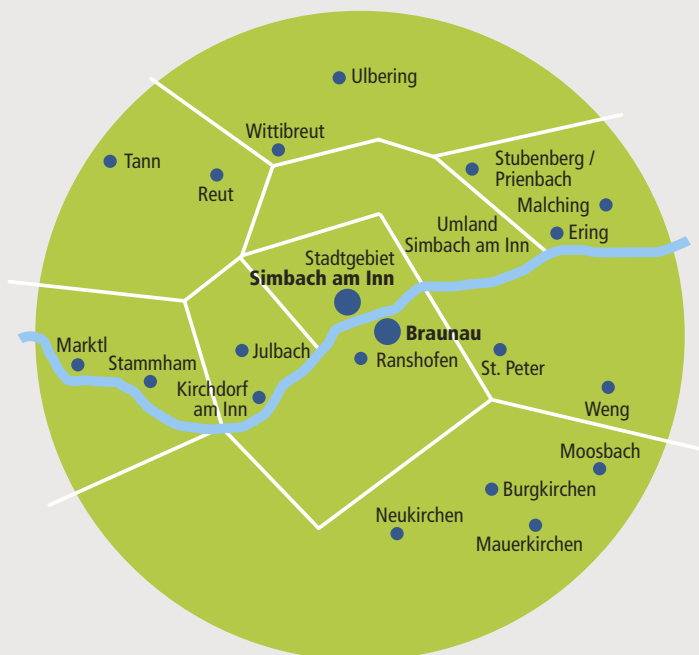 Ulbering
Wittibreut
Tann
Reut
Stubenberg /
Prienbach
Malching
Ering
Umland
Simbach am Inn
Stadtgebiet
Simbach am Inn
Braunau
Ranshofen
Marktl
Stammham
Julbach
Kirchdorf
am Inn
St. Peter
Weng
Moosbach
Burgkirchen
Neukirchen
Mauerkirchen